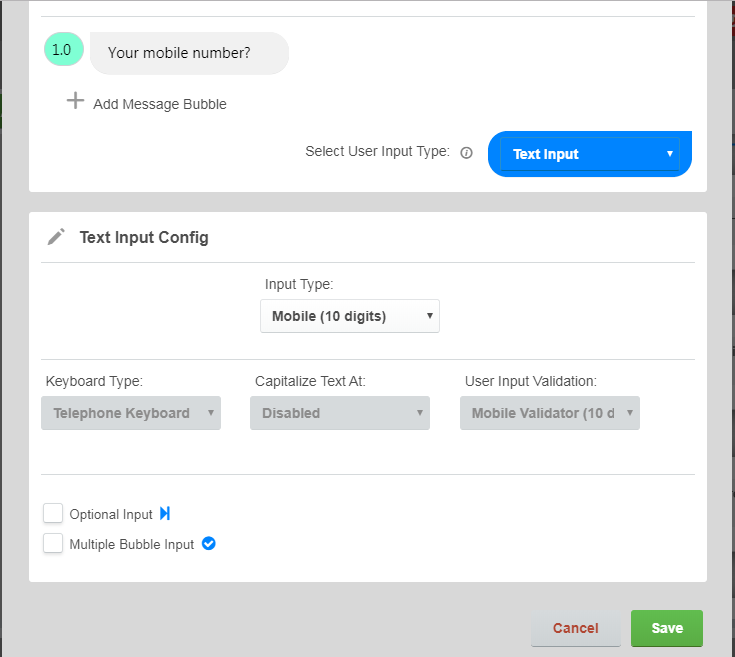 1.0
Your mobile number?
Add Message Bubble
Select User Input Type:
Text Input
Text Input Config
Input Type:
Mobile (10 digits)
Keyboard Type: Capitalize Text At: User Input Validation:
Telephone Keyboard Disabled Mobile Validator (10 d
Optional Input
Multiple Bubble Input
Cancel Save